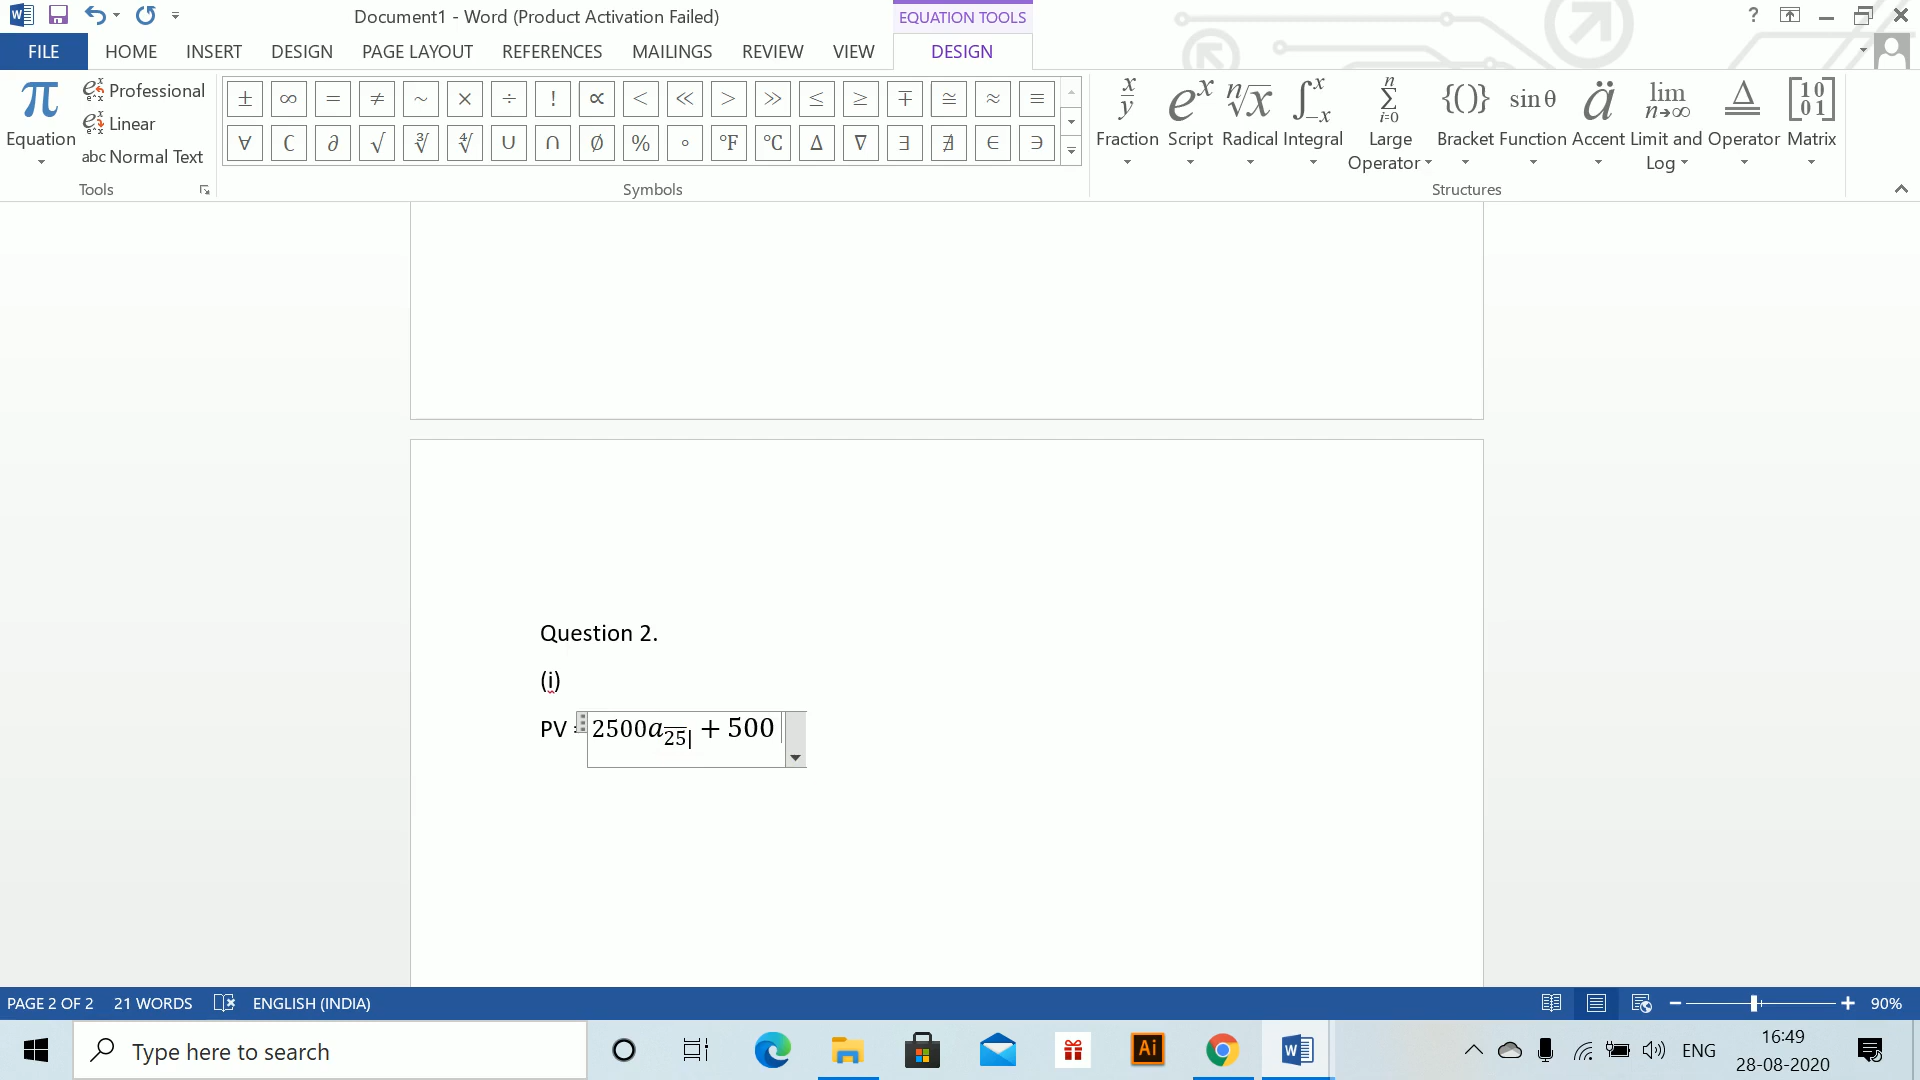 Document1 - Word (Product Activation Failed)
EQUATION TOOLS
?
FILE HOME INSERT DESIGN PAGE LAYOUT REFERENCES MAILINGS REVIEW VIEW DESIGN
π Equation
Professional
Linear
abc Normal Text
± ∞ = ≠ ~ × ÷ ! ∝ < ≪ > ≫ ≤ ≥ ∓ ≅ ≈ ≡
∀ ∁ ∂ √ ∛ ∜ ∪ ∩ ∅ % ° °F °C ∆ ∇ ∃ ∄ ∈ ∋
Fraction Script Radical Integral Large Operator Bracket Function Accent Limit and Log Operator Matrix
Tools Symbols Structures
Question 2.
(i)
PV = 2500a25| + 500
PAGE 2 OF 2 21 WORDS ENGLISH (INDIA) 90%
Type here to search
Ai
ENG
16:49
28-08-2020